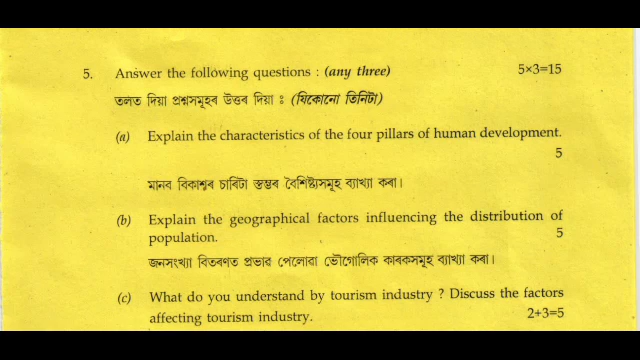 5. Answer the following questions : (any three) 5×3=15
তলত দিয়া প্ৰশ্নসমূহৰ উত্তৰ দিয়া ঃ (যিকোনো তিনিটা)
(a) Explain the characteristics of the four pillars of human development.
5
মানব বিকাশৰ চাৰিটা স্তম্ভৰ বৈশিষ্ট্যসমূহ ব্যাখ্যা কৰা।
(b) Explain the geographical factors influencing the distribution of
population. 5
জনসংখ্যা বিতৰণত প্ৰভাৱ পেলোৱা ভৌগোলিক কাৰকসমূহ ব্যাখ্যা কৰা।
(c) What do you understand by tourism industry ? Discuss the factors
affecting tourism industry. 2+3=5